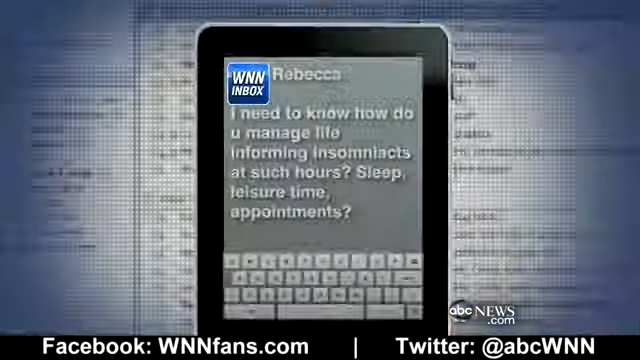 WNN
INBOX
Rebecca
I need to know how do
u manage life
informing insomniacts
at such hours? Sleep,
leisure time,
appointments?
abc NEWS
.com
Facebook: WNNfans.com | Twitter: @abcWNN